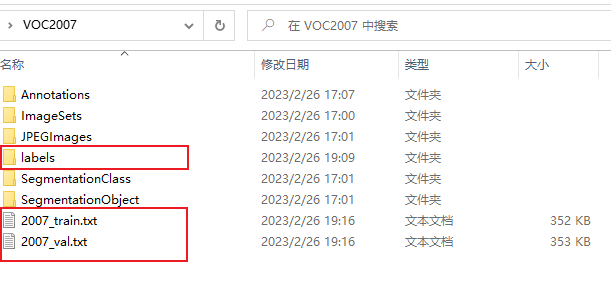 VOC2007 在 VOC2007 中搜索
名称 修改日期 类型 大小
Annotations 2023/2/26 17:07 文件夹
ImageSets 2023/2/26 17:00 文件夹
JPEGImages 2023/2/26 17:01 文件夹
labels 2023/2/26 19:09 文件夹
SegmentationClass 2023/2/26 17:01 文件夹
SegmentationObject 2023/2/26 17:01 文件夹
2007_train.txt 2023/2/26 19:16 文本文档 352 KB
2007_val.txt 2023/2/26 19:16 文本文档 353 KB